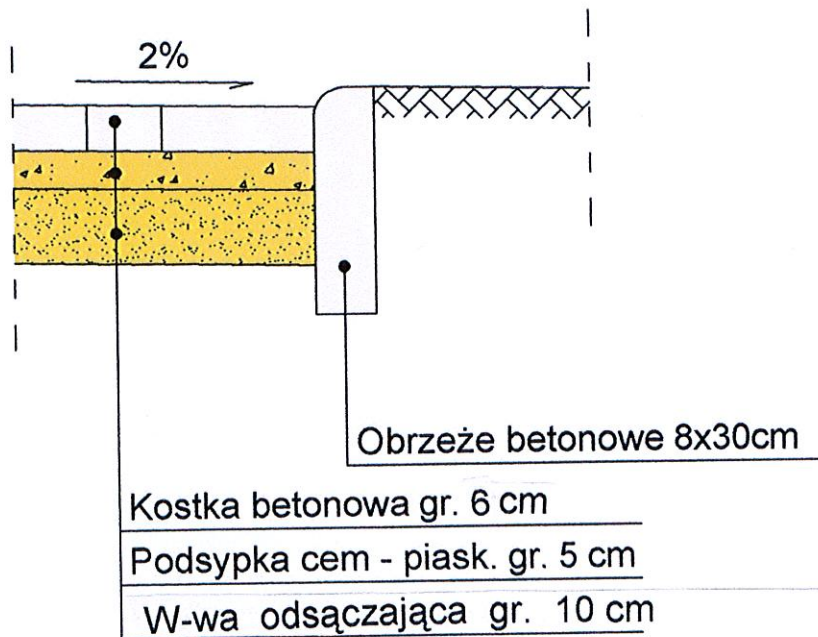 2%
Obrzeże betonowe 8x30cm
Kostka betonowa gr. 6 cm
Podsypka cem - piask. gr. 5 cm
W-wa odsączająca gr. 10 cm